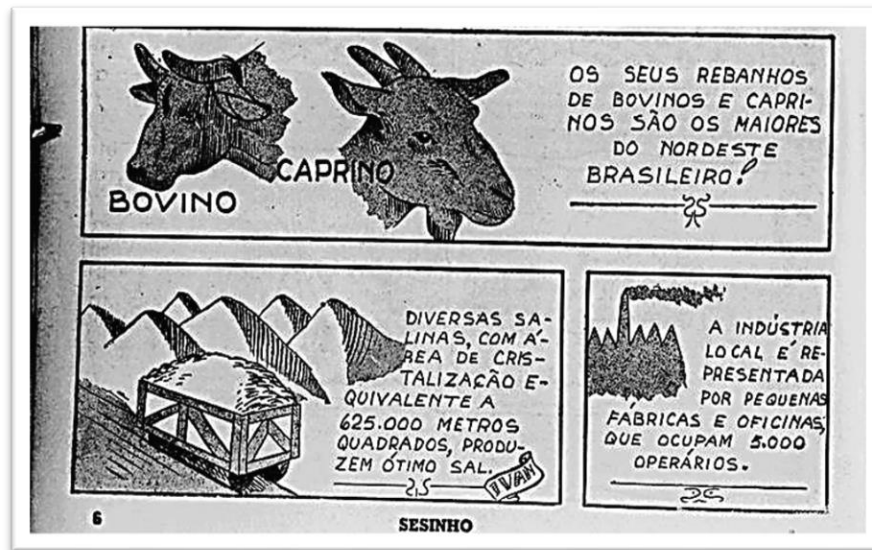 OS SEUS REBANHOS
DE BOVINOS E CAPRI-
NOS SÃO OS MAIORES
DO NORDESTE
BRASILEIRO!
BOVINO
CAPRINO
DIVERSAS SA-
LINAS, COM Á-
REA DE CRIS-
TALIZAÇÃO E-
QUIVALENTE A
625.000 METROS
QUADRADOS, PRODU-
ZEM ÓTIMO SAL.
IVAN
A INDÚSTRIA
LOCAL É RE-
PRESENTADA
POR PEQUENAS
FÁBRICAS E OFICINAS,
QUE OCUPAM 5.000
OPERÁRIOS.
6
SESINHO